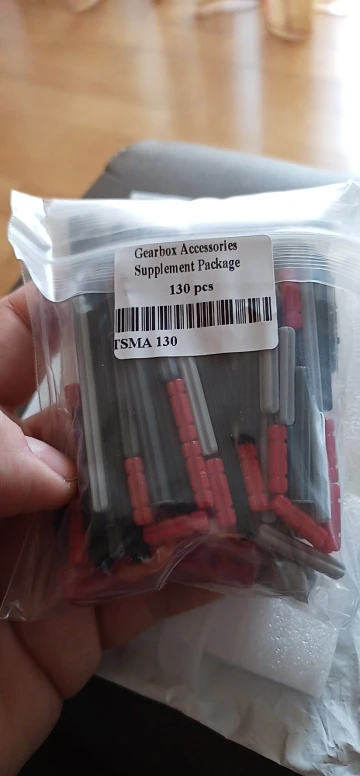 Gearbox Accessories
Supplement Package
130 pcs
TSMA 130